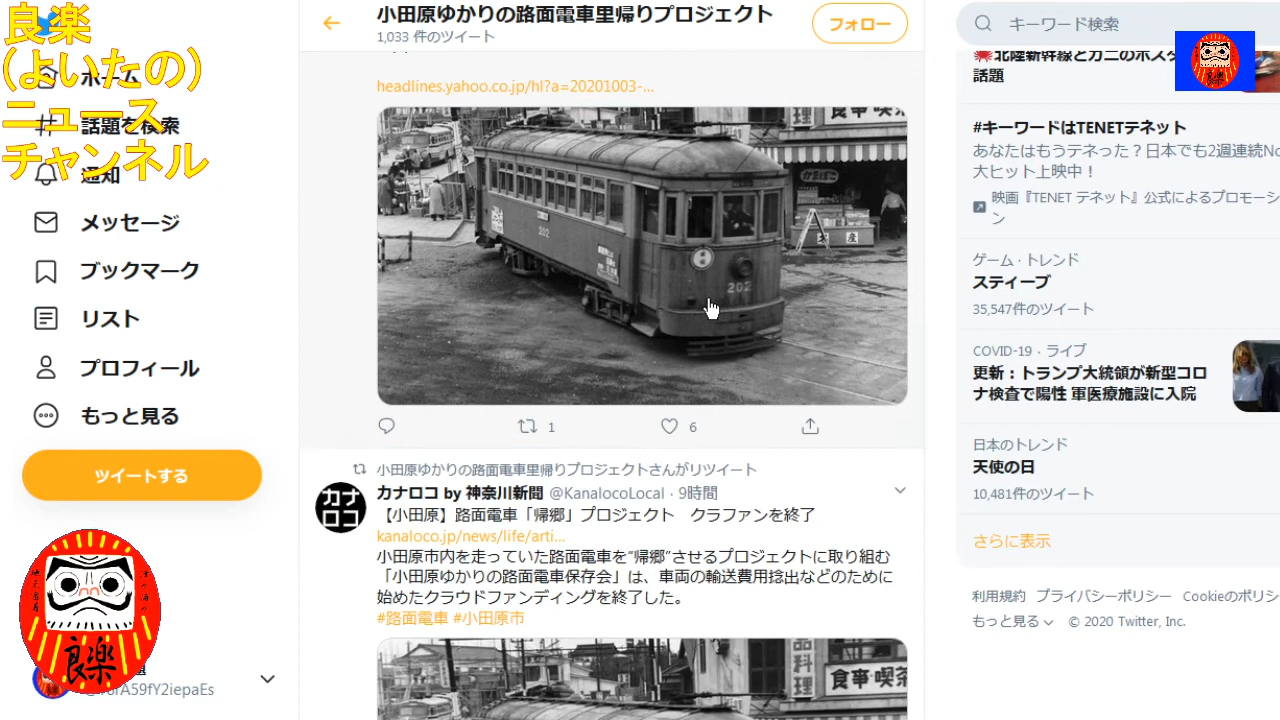 良楽
(よいたの)
ニュース
チャンネル
ホーム
話題を検索
通知
メッセージ
ブックマーク
リスト
プロフィール
もっと見る
ツイートする
良楽
小田原ゆかりの路面電車里帰りプロジェクト
1,033 件のツイート
フォロー
headlines.yahoo.co.jp/hl?a=20201003-...
202
202
かまぼこ
1
6
小田原ゆかりの路面電車里帰りプロジェクトさんがリツイート
カナロコ
カナロコ by 神奈川新聞 @KanalocoLocal · 9時間
【小田原】路面電車「帰郷」プロジェクト　クラファンを終了
kanaloco.jp/news/life/arti...
小田原市内を走っていた路面電車を“帰郷”させるプロジェクトに取り組む
「小田原ゆかりの路面電車保存会」は、車両の輸送費用捻出などのために
始めたクラウドファンディングを終了した。
#路面電車 #小田原市
料理
食事喫茶
キーワード検索
良楽
北陸新幹線とカニのポスタ
話題
#キーワードはTENETテネット
あなたはもうテネった？日本でも2週連続No
大ヒット上映中！
映画『TENET テネット』公式によるプロモーショ
ン
ゲーム · トレンド
スティーブ
35,547件のツイート
COVID-19 · ライブ
更新：トランプ大統領が新型コロ
ナ検査で陽性 軍医療施設に入院
日本のトレンド
天使の日
10,481件のツイート
さらに表示
利用規約 プライバシーポリシー Cookieのポリシ
もっと見る © 2020 Twitter, Inc.